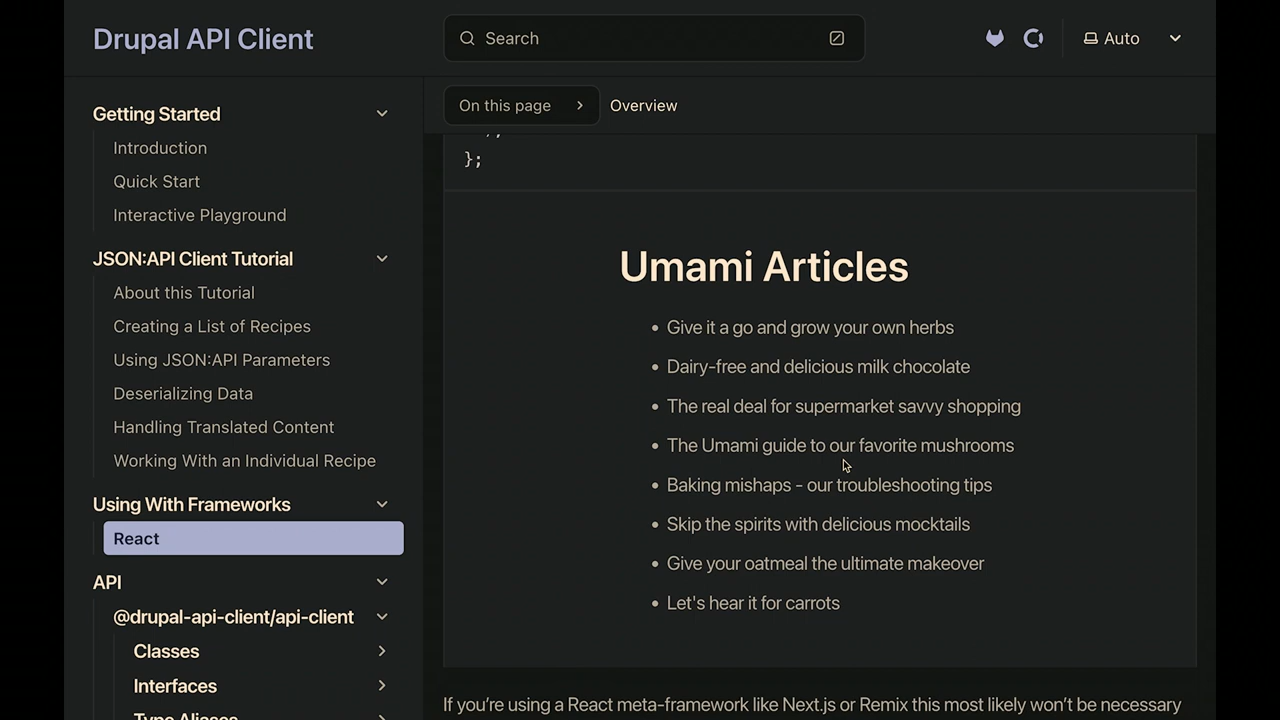 Drupal API Client
Search
Auto
Getting Started
Introduction
Quick Start
Interactive Playground
JSON:API Client Tutorial
About this Tutorial
Creating a List of Recipes
Using JSON:API Parameters
Deserializing Data
Handling Translated Content
Working With an Individual Recipe
Using With Frameworks
React
API
@drupal-api-client/api-client
Classes
Interfaces
Type Aliases
On this page
Overview
};
Umami Articles
• Give it a go and grow your own herbs
• Dairy-free and delicious milk chocolate
• The real deal for supermarket savvy shopping
• The Umami guide to our favorite mushrooms
• Baking mishaps - our troubleshooting tips
• Skip the spirits with delicious mocktails
• Give your oatmeal the ultimate makeover
• Let's hear it for carrots
If you’re using a React meta-framework like Next.js or Remix this most likely won’t be necessary